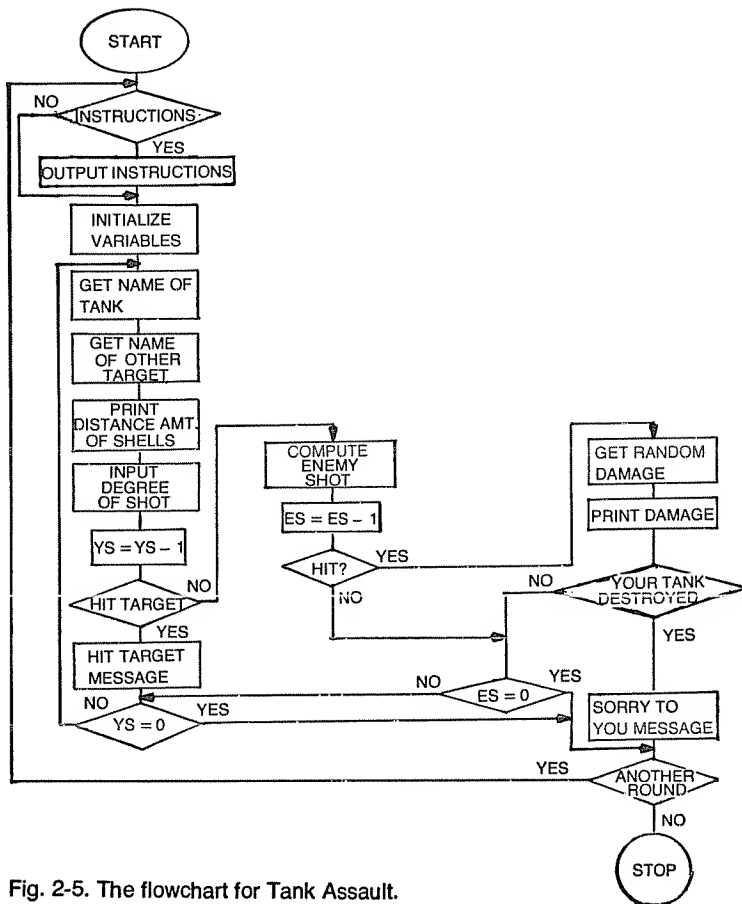 START
NO
INSTRUCTIONS
YES
OUTPUT INSTRUCTIONS
INITIALIZE
VARIABLES
GET NAME OF
TANK
GET NAME
OF OTHER
TARGET
PRINT
DISTANCE AMT.
OF SHELLS
INPUT
DEGREE
OF SHOT
YS = YS - 1
HIT TARGET
NO
YES
HIT TARGET
MESSAGE
NO
YS = 0
YES
COMPUTE
ENEMY
SHOT
ES = ES - 1
HIT?
YES
NO
NO
ES = 0
YES
GET RANDOM
DAMAGE
PRINT DAMAGE
NO
YOUR TANK
DESTROYED
YES
SORRY TO
YOU MESSAGE
YES
ANOTHER
ROUND
NO
STOP
Fig. 2-5. The flowchart for Tank Assault.